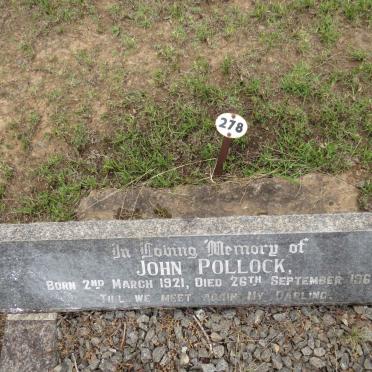 278
In Loving Memory of
JOHN POLLOCK,
BORN 2ND MARCH 1921, DIED 26TH SEPTEMBER 196
TILL WE MEET AGAIN MY DARLING.